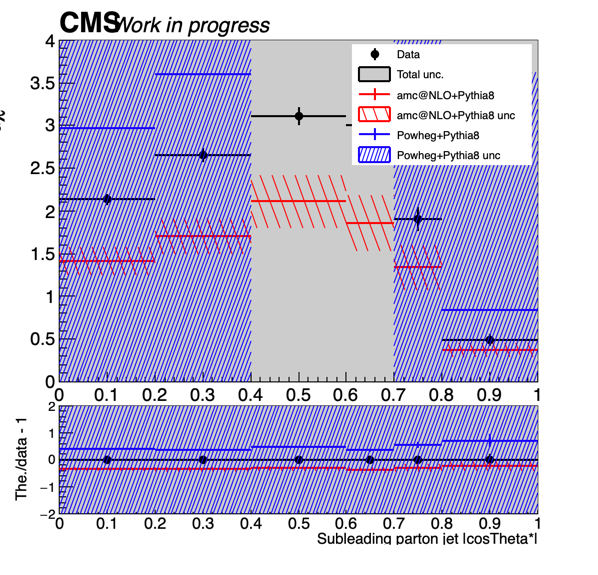 CMS Work in progress
4
3.5
3
2.5
2
1.5
1
0.5
0
Data
Total unc.
amc@NLO+Pythia8
amc@NLO+Pythia8 unc
Powheg+Pythia8
Powheg+Pythia8 unc
0 0.1 0.2 0.3 0.4 0.5 0.6 0.7 0.8 0.9 1
The./data - 1
2
1
0
−1
−2
0 0.1 0.2 0.3 0.4 0.5 0.6 0.7 0.8 0.9 1
Subleading parton jet |cosTheta*|